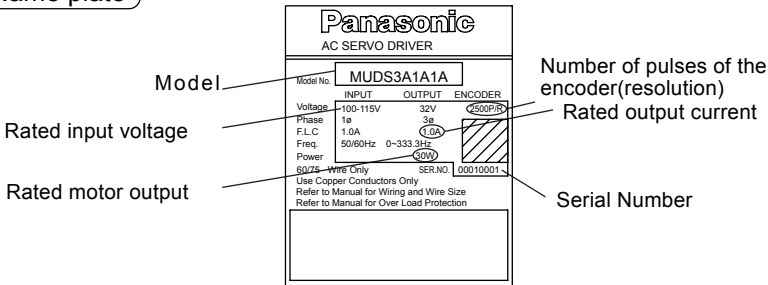 Name plate
Panasonic
AC SERVO DRIVER
Model
Model No. MUDS3A1A1A
INPUT OUTPUT ENCODER
Voltage 100-115V 32V 2500P/R
Phase 1ø 3ø
F.L.C 1.0A 1.0A
Freq. 50/60Hz 0~333.3Hz
Power 30W
60/75 Wire Only SER.NO. 00010001
Use Copper Conductors Only
Refer to Manual for Wiring and Wire Size
Refer to Manual for Over Load Protection
Rated input voltage
Rated motor output
Number of pulses of the
encoder(resolution)
Rated output current
Serial Number